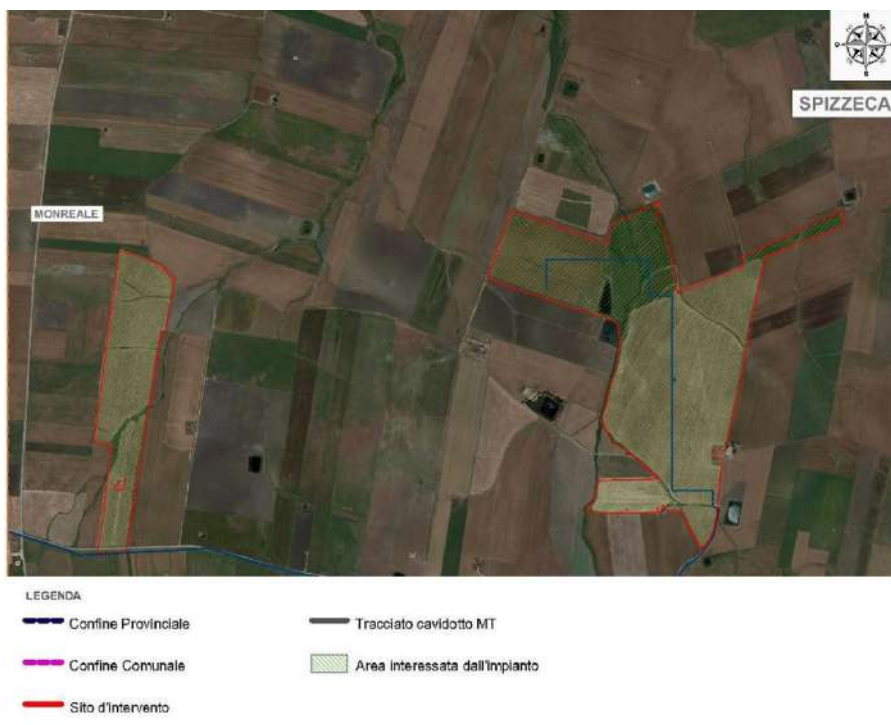 N
SPIZZECA
MONREALE
LEGENDA
Confine Provinciale
Tracciato cavidotto MT
Confine Comunale
Area interessata dall'impianto
Sito d'intervento